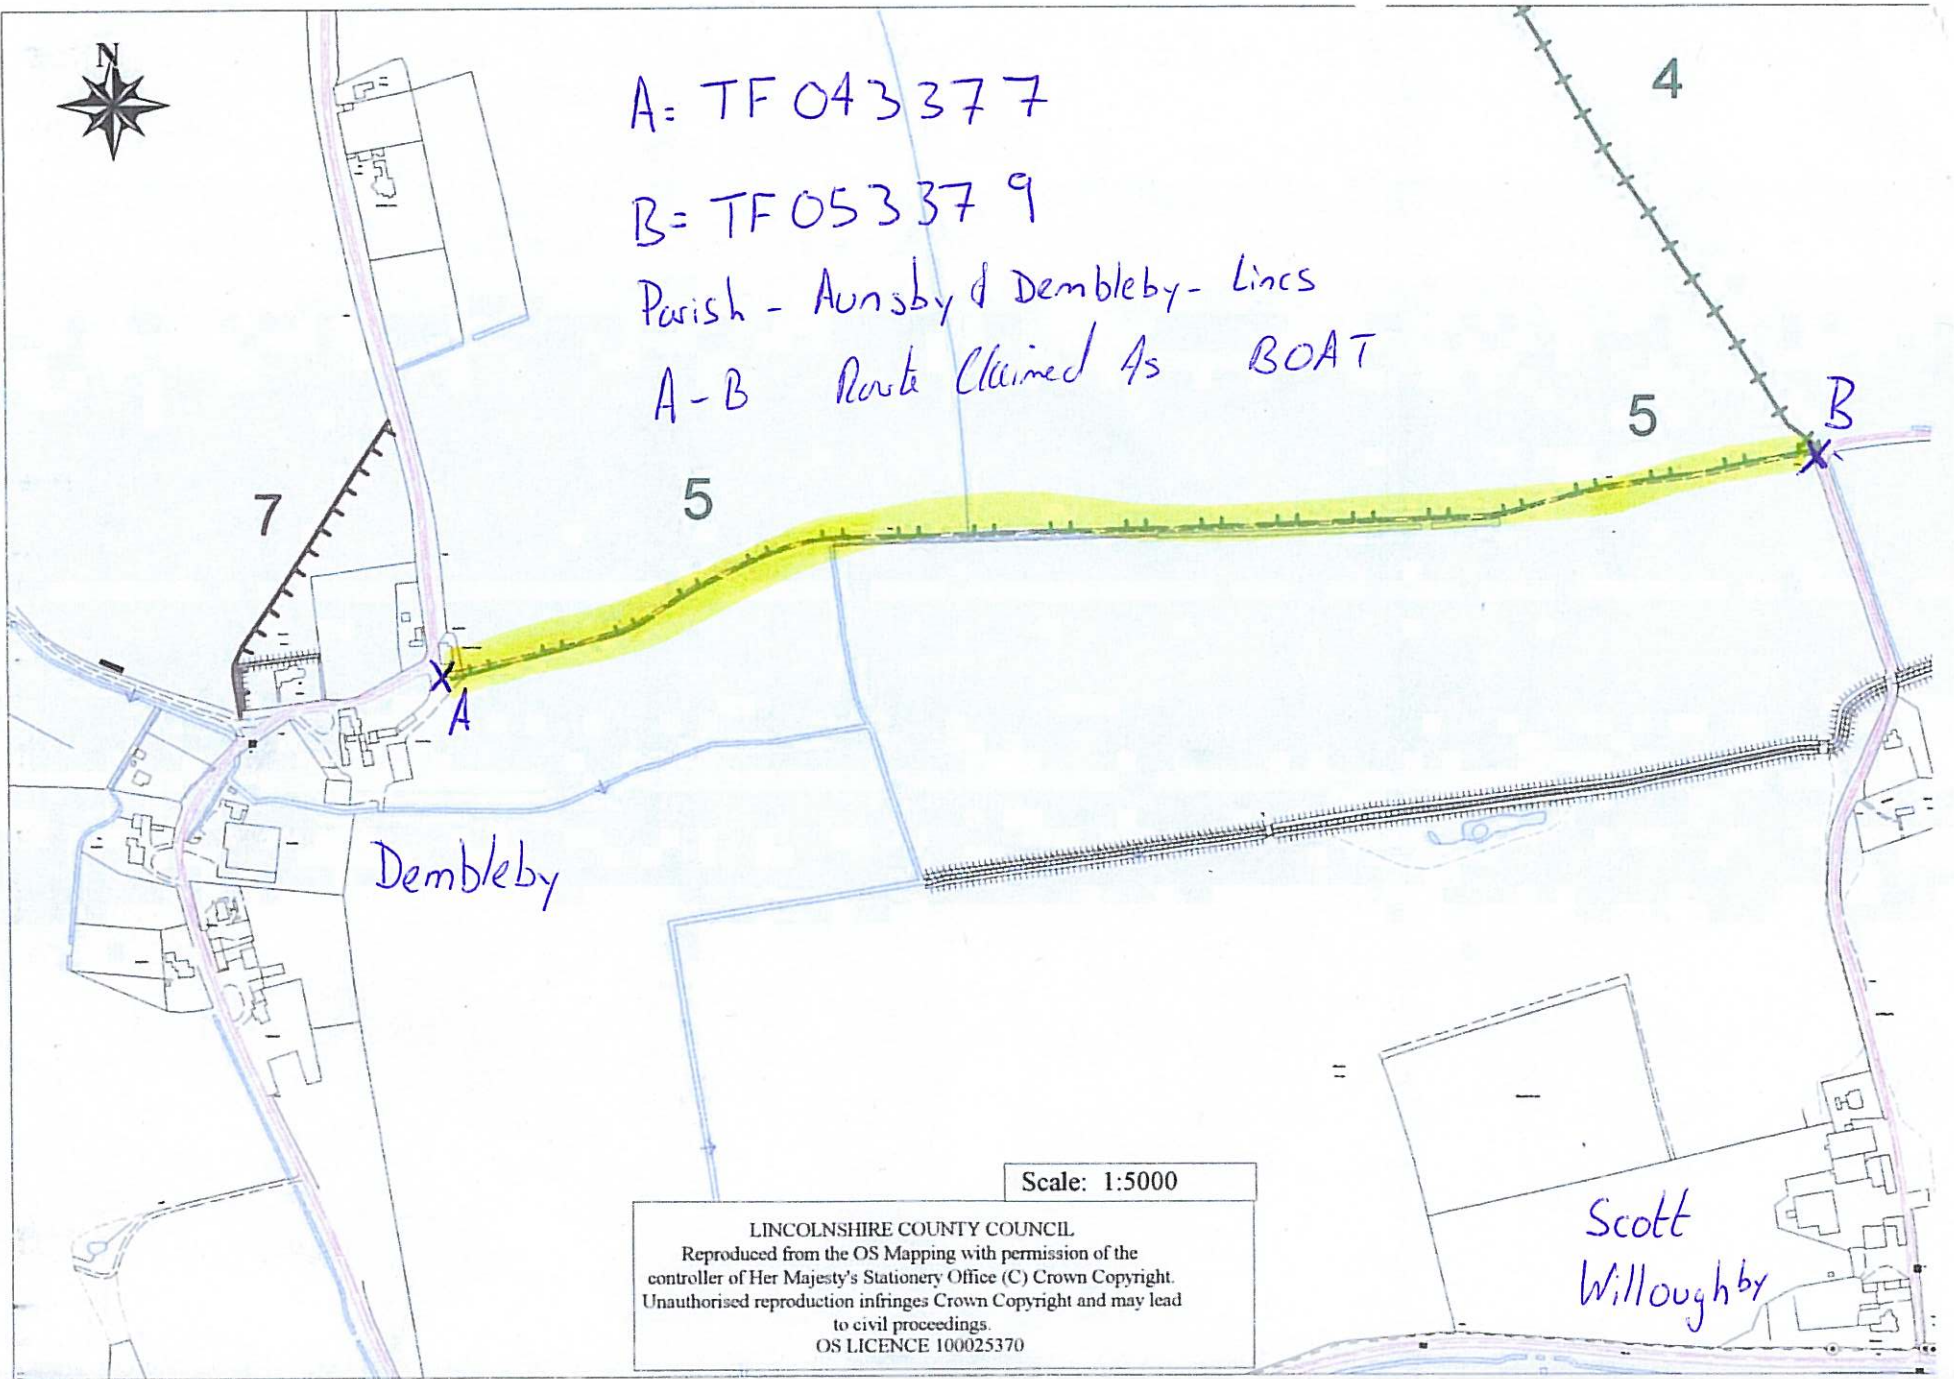 N
A= TF 043377
B= TF 053379
Parish - Aunsby & Dembleby - Lincs
A-B Route Claimed As BOAT
4
5
B
7
5
A
Dembleby
Scott
Willoughby
Scale: 1:5000
LINCOLNSHIRE COUNTY COUNCIL
Reproduced from the OS Mapping with permission of the
controller of Her Majesty's Stationery Office (C) Crown Copyright.
Unauthorised reproduction infringes Crown Copyright and may lead
to civil proceedings.
OS LICENCE 100025370